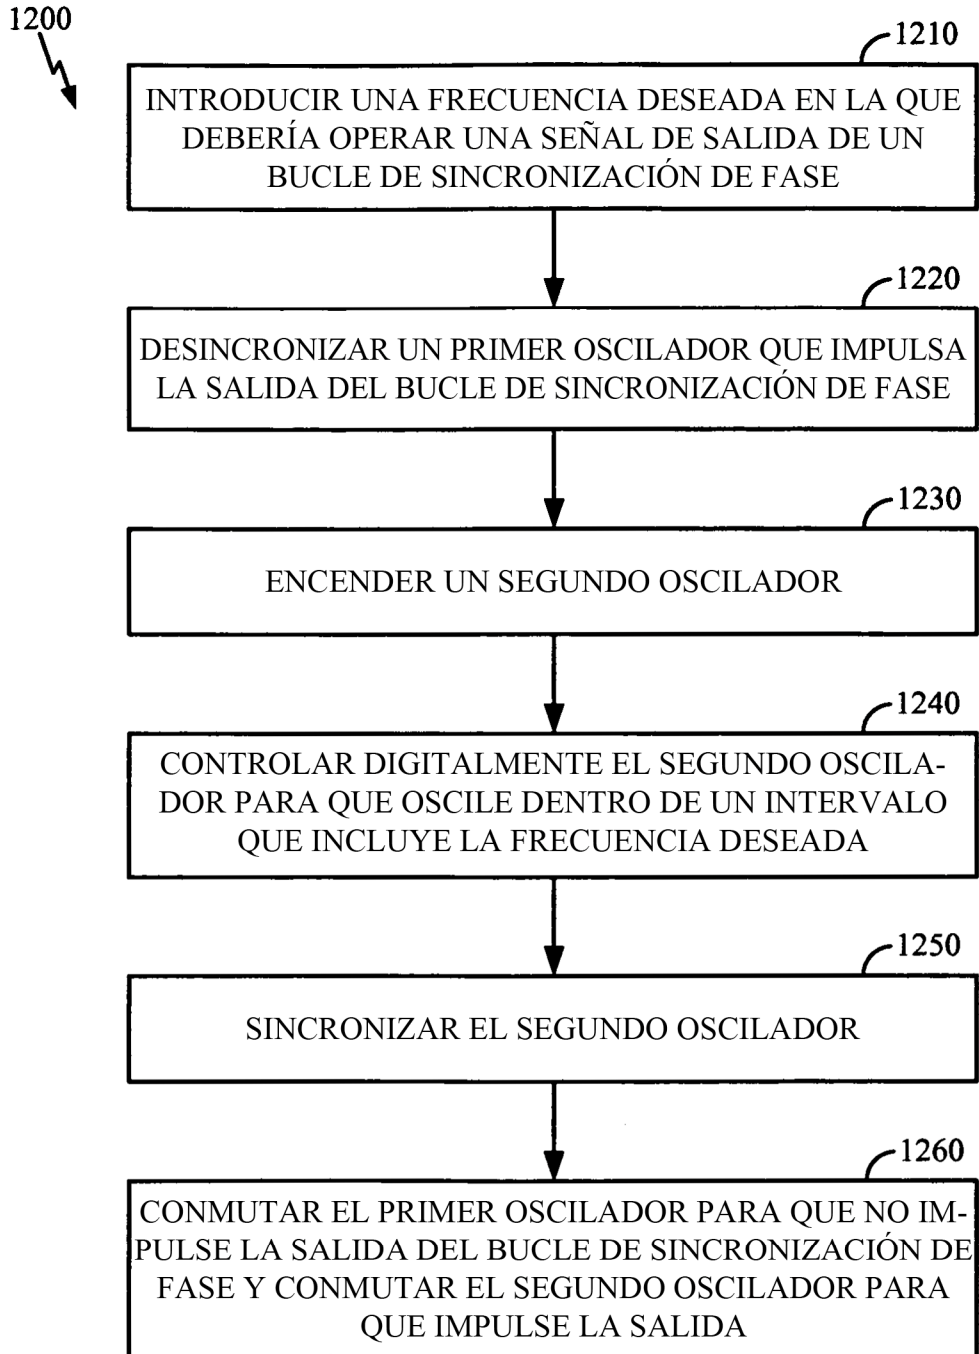 1200
1210
INTRODUCIR UNA FRECUENCIA DESEADA EN LA QUE
DEBERÍA OPERAR UNA SEÑAL DE SALIDA DE UN
BUCLE DE SINCRONIZACIÓN DE FASE
1220
DESINCRONIZAR UN PRIMER OSCILADOR QUE IMPULSA
LA SALIDA DEL BUCLE DE SINCRONIZACIÓN DE FASE
1230
ENCENDER UN SEGUNDO OSCILADOR
1240
CONTROLAR DIGITALMENTE EL SEGUNDO OSCILA-
DOR PARA QUE OSCILE DENTRO DE UN INTERVALO
QUE INCLUYE LA FRECUENCIA DESEADA
1250
SINCRONIZAR EL SEGUNDO OSCILADOR
1260
CONMUTAR EL PRIMER OSCILADOR PARA QUE NO IM-
PULSE LA SALIDA DEL BUCLE DE SINCRONIZACIÓN DE
FASE Y CONMUTAR EL SEGUNDO OSCILADOR PARA
QUE IMPULSE LA SALIDA